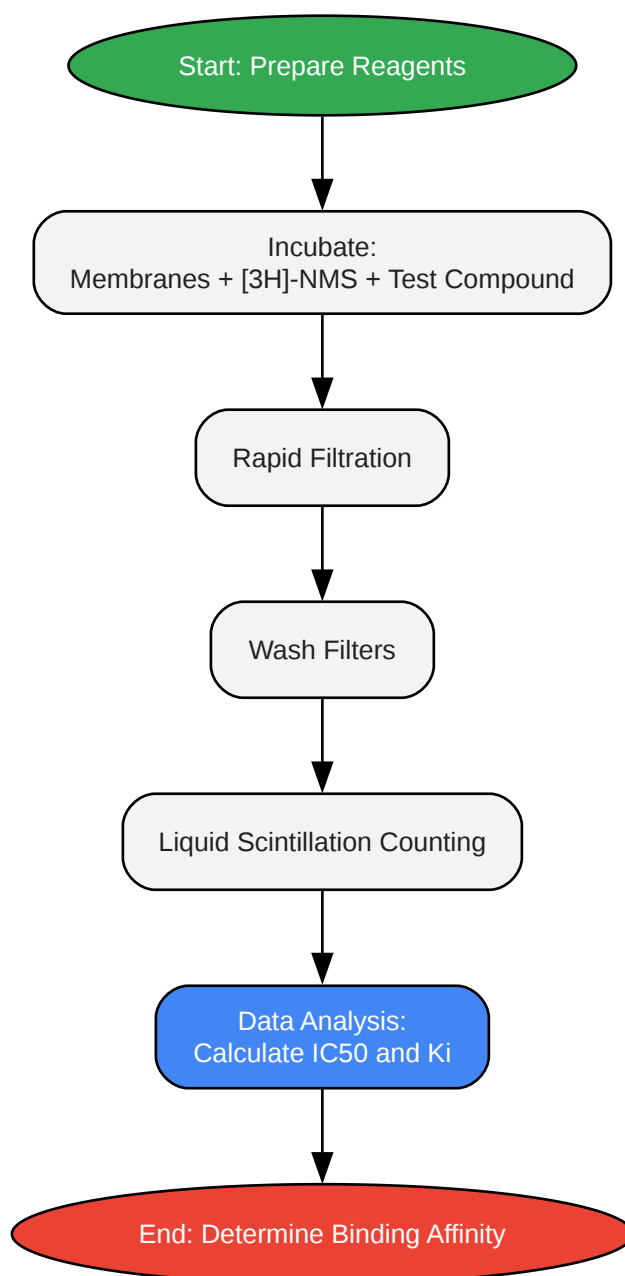 Start: Prepare Reagents
Incubate:
Membranes + [3H]-NMS + Test Compound
Rapid Filtration
Wash Filters
Liquid Scintillation Counting
Data Analysis:
Calculate IC50 and Ki
End: Determine Binding Affinity